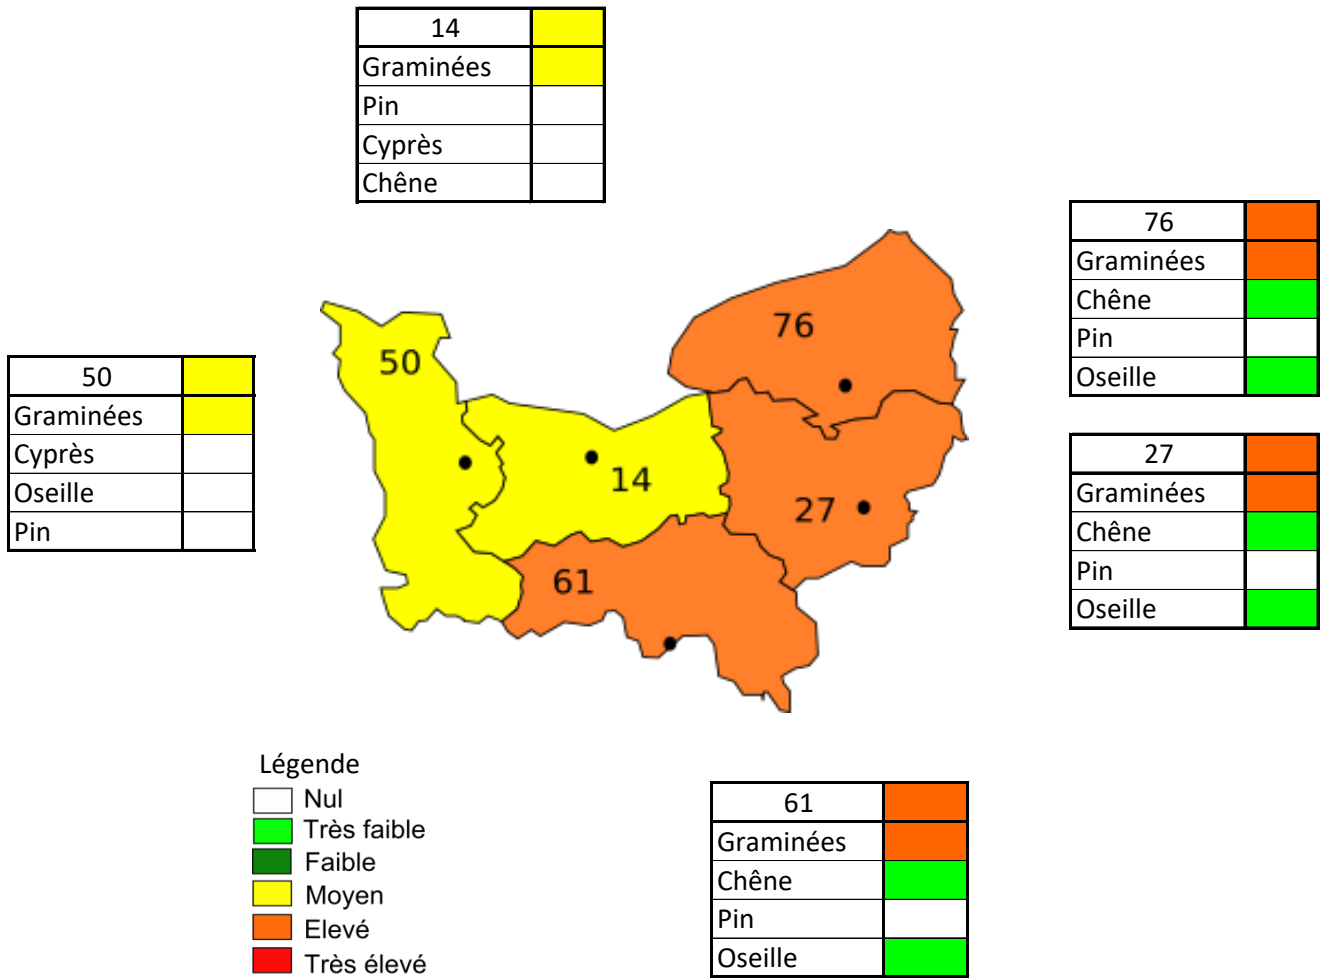 14
Graminées
Pin
Cyprès
Chêne
76
Graminées
Chêne
Pin
Oseille
50
Graminées
Cyprès
Oseille
Pin
27
Graminées
Chêne
Pin
Oseille
76
50
14
27
61
Légende
Nul
Très faible
Faible
Moyen
Elevé
Très élevé
61
Graminées
Chêne
Pin
Oseille